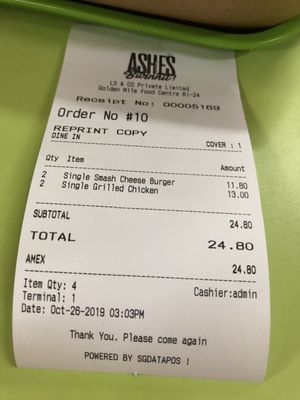 ASHES
Burnnit
LS & CO Private Limited
Golden Mile Food Centre B1-24
Receipt No: 00005169
Order No #10
REPRINT COPY
DINE IN
COVER : 1
Qty Item Amount
2 Single Smash Cheese Burger 11.80
2 Single Grilled Chicken 13.00
SUBTOTAL 24.80
TOTAL 24.80
AMEX 24.80
Item Qty: 4
Terminal: 1 Cashier:admin
Date: Oct-26-2019 03:03PM
Thank You. Please come again
POWERED BY SGDATAPOS !